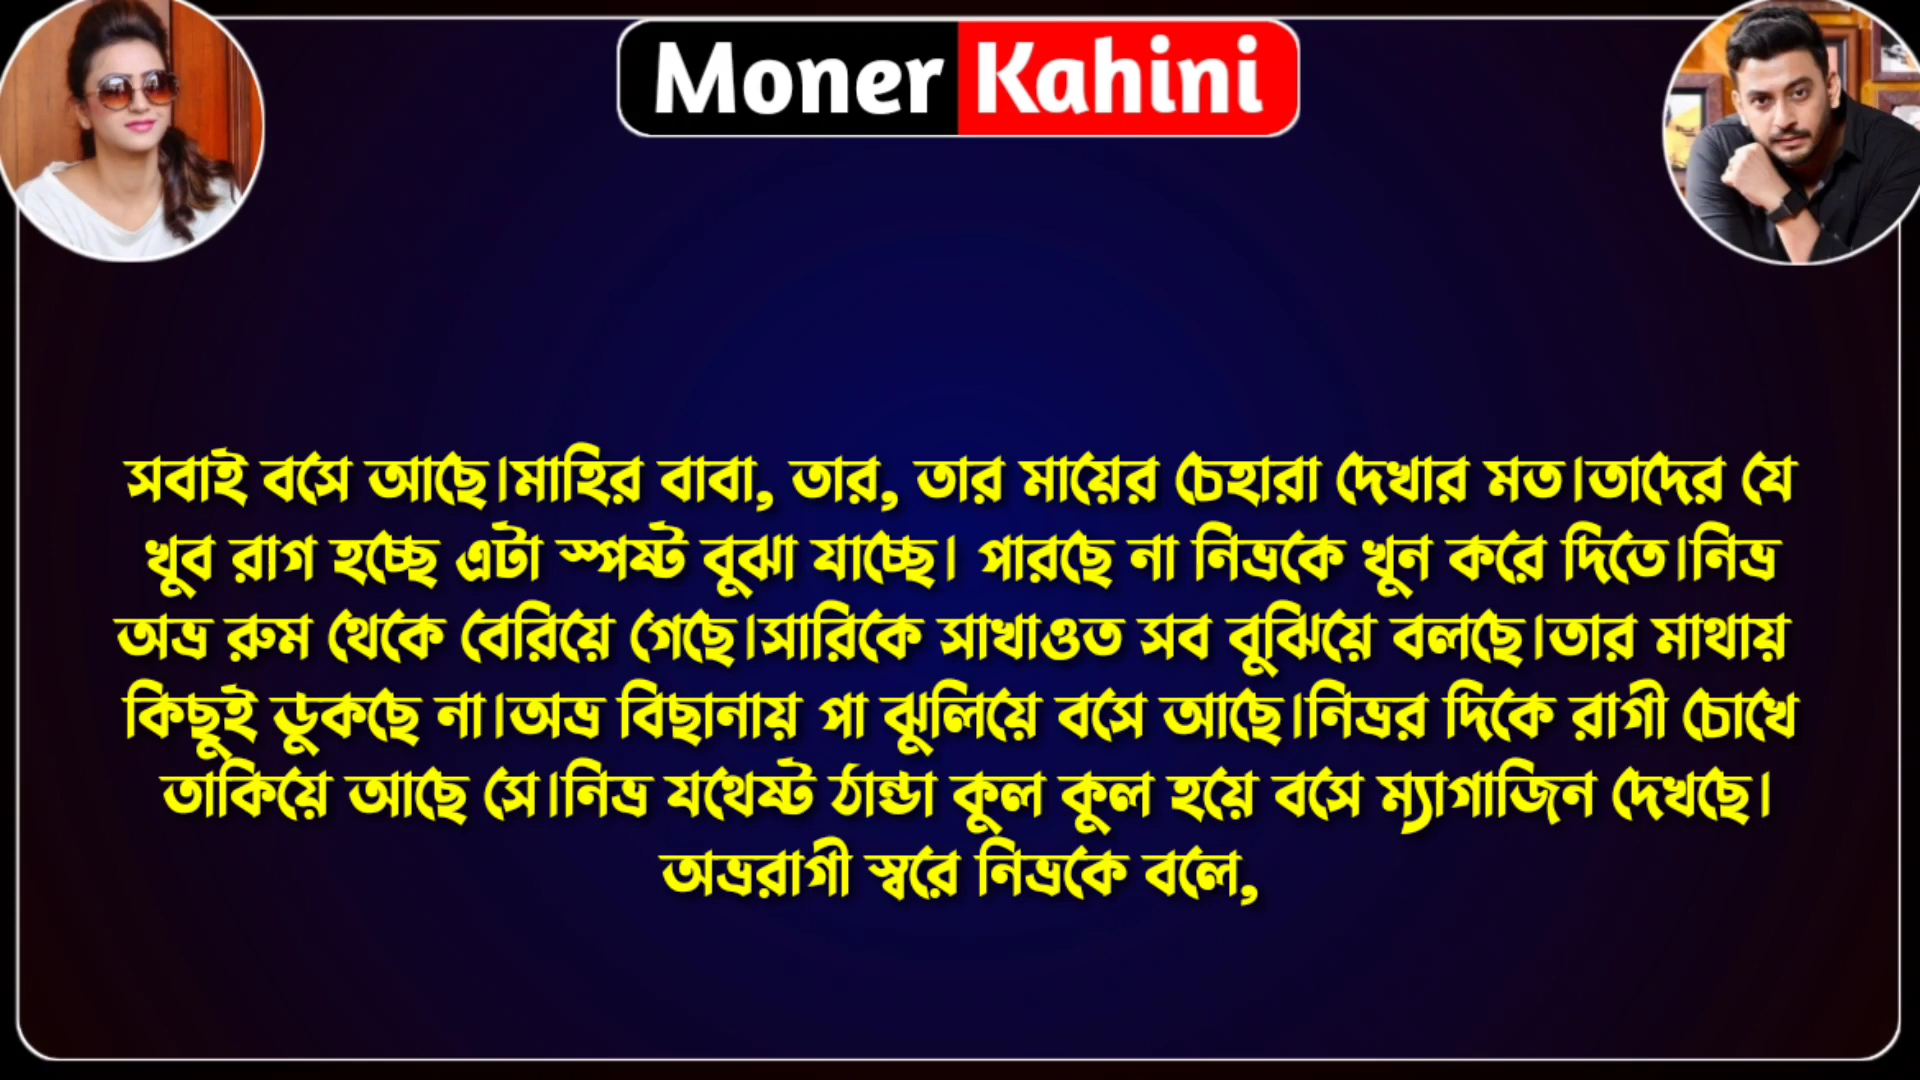 Moner Kahini
সবাই বসে আছে।মাহির বাবা, তার, তার মায়ের চেহারা দেখার মত।তাদের যে
খুব রাগ হচ্ছে এটা স্পষ্ট বুঝা যাচ্ছে। পারছে না নিভ্রকে খুন করে দিতে।নিভ্র
অভ্র রুম থেকে বেরিয়ে গেছে।সারিকে সাখাওত সব বুঝিয়ে বলছে।তার মাথায়
কিছুই ডুকছে না।অভ্র বিছানায় পা ঝুলিয়ে বসে আছে।নিভ্রর দিকে রাগী চোখে
তাকিয়ে আছে সে।নিভ্র যথেষ্ট ঠান্ডা কুল কুল হয়ে বসে ম্যাগাজিন দেখছে।
অভ্ররাগী স্বরে নিভ্রকে বলে,